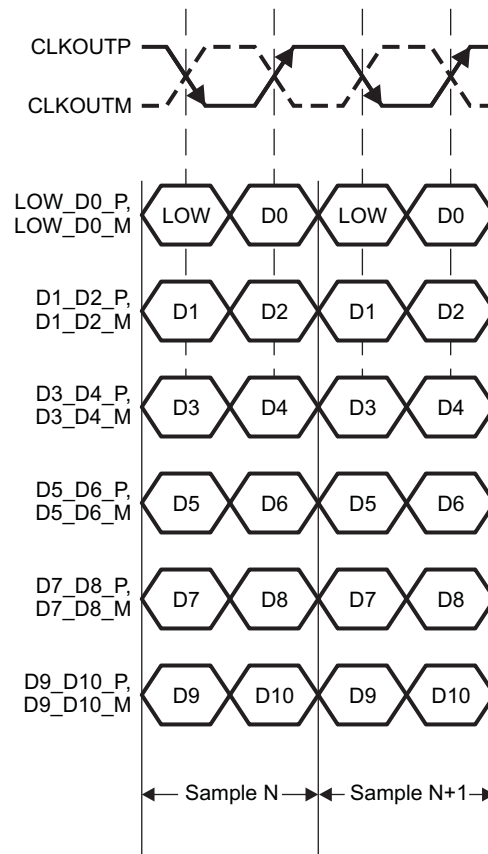 CLKOUTP
CLKOUTM
LOW_D0_P,
LOW_D0_M
LOW D0 LOW D0
D1_D2_P,
D1_D2_M
D1 D2 D1 D2
D3_D4_P,
D3_D4_M
D3 D4 D3 D4
D5_D6_P,
D5_D6_M
D5 D6 D5 D6
D7_D8_P,
D7_D8_M
D7 D8 D7 D8
D9_D10_P,
D9_D10_M
D9 D10 D9 D10
Sample N Sample N+1